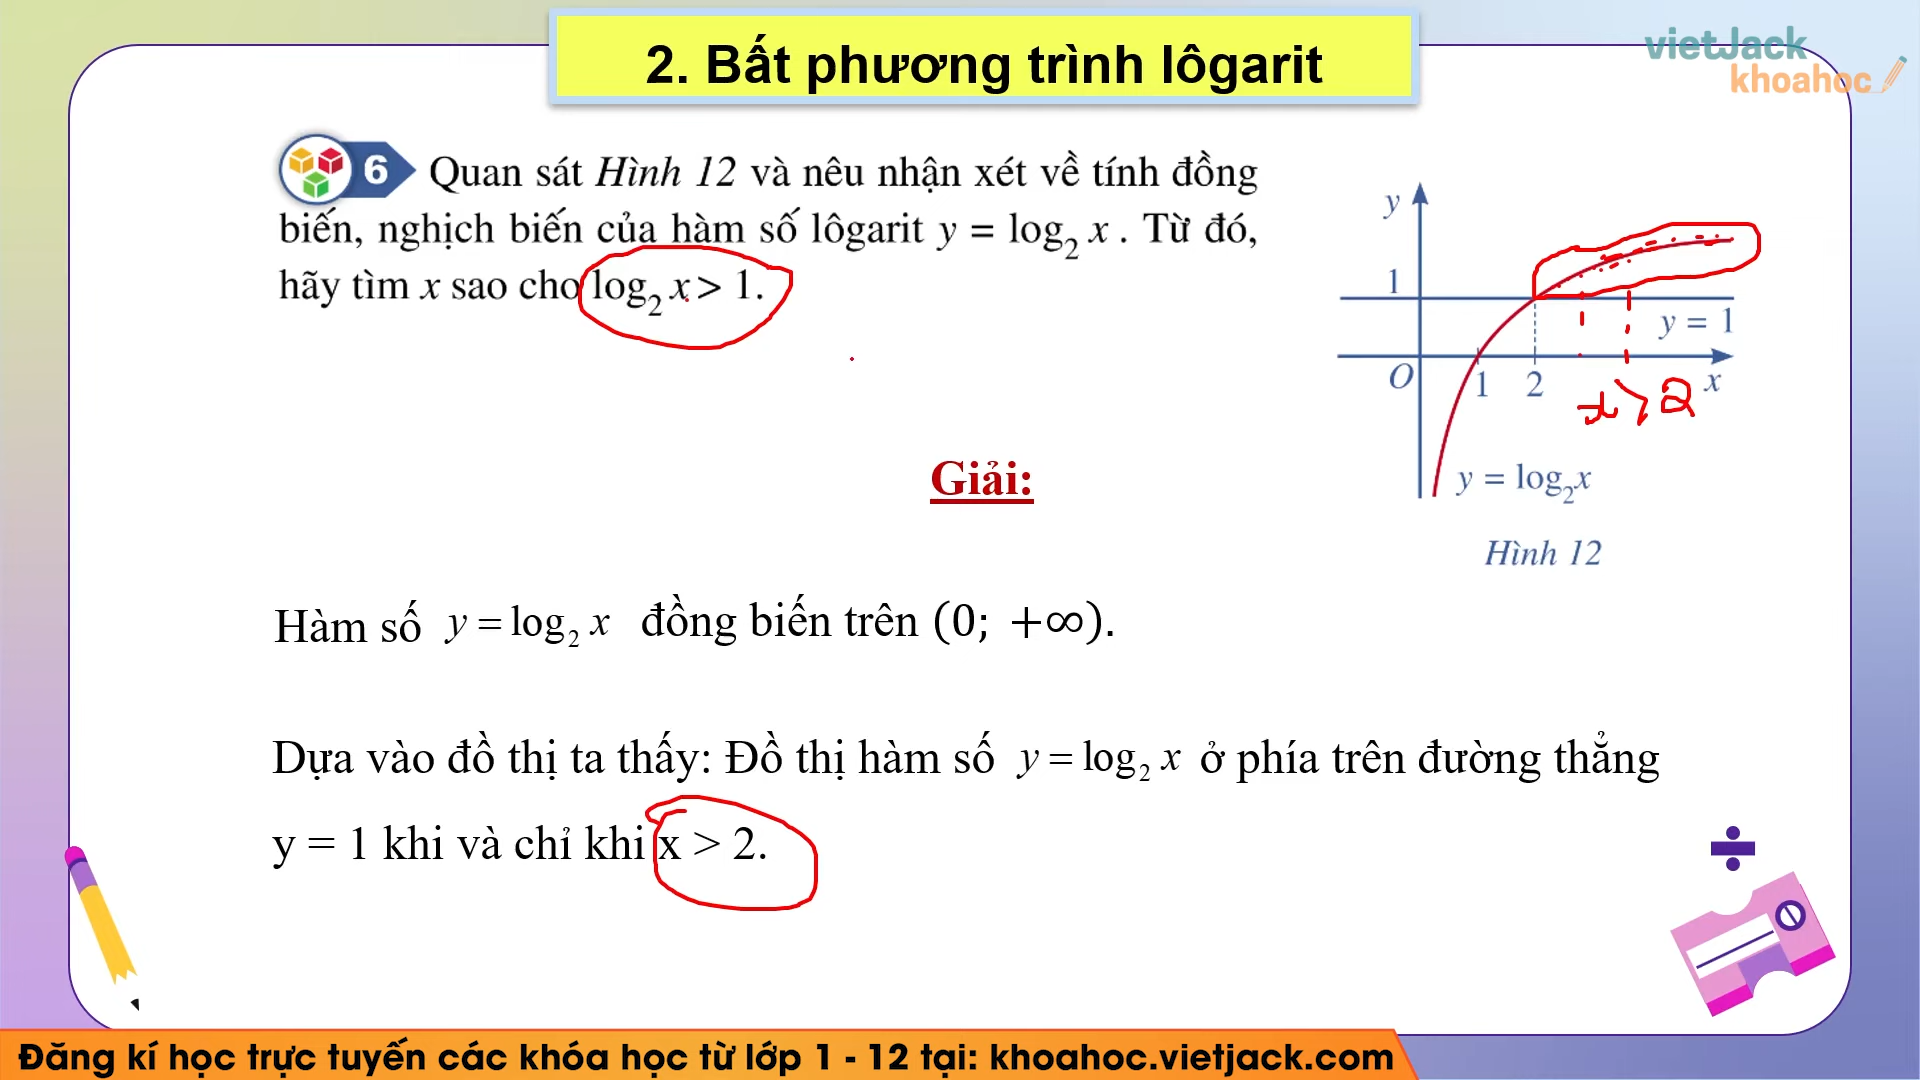 2. Bất phương trình lôgarit
vietJack
khoahoc
6 Quan sát Hình 12 và nêu nhận xét về tính đồng
biến, nghịch biến của hàm số lôgarit y = log₂ x . Từ đó,
hãy tìm x sao cho log₂ x > 1.
y
1
y = 1
O
1
2
x
x > 2
y = log₂x
Hình 12
Giải:
Hàm số y = log₂ x đồng biến trên (0; +∞).
Dựa vào đồ thị ta thấy: Đồ thị hàm số y = log₂ x ở phía trên đường thẳng
y = 1 khi và chỉ khi x > 2.
Đăng kí học trực tuyến các khóa học từ lớp 1 - 12 tại: khoahoc.vietjack.com